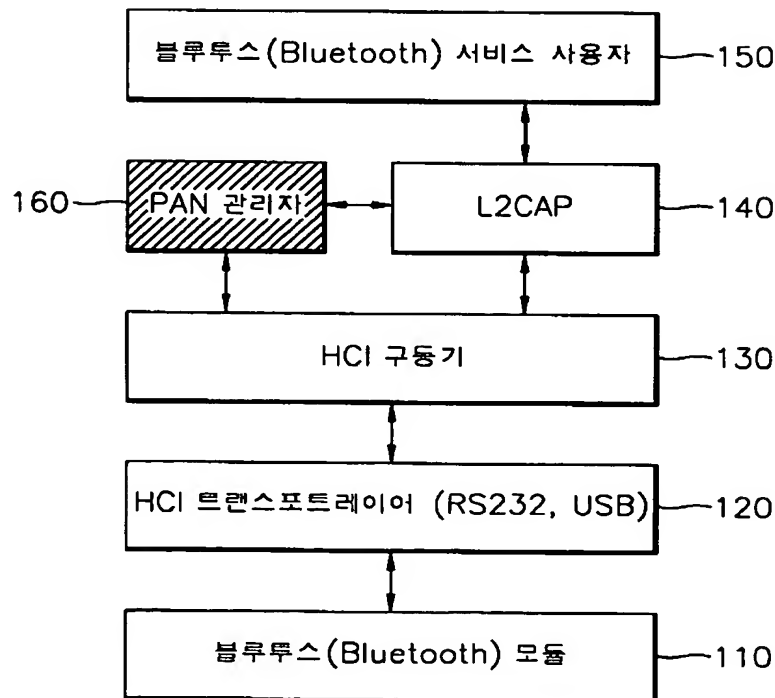 블루투스(Bluetooth) 서비스 사용자
150
160
PAN 관리자
L2CAP
140
HCI 구동기
130
HCI 트랜스포트레이어 (RS232, USB)
120
블루투스(Bluetooth) 모듈
110